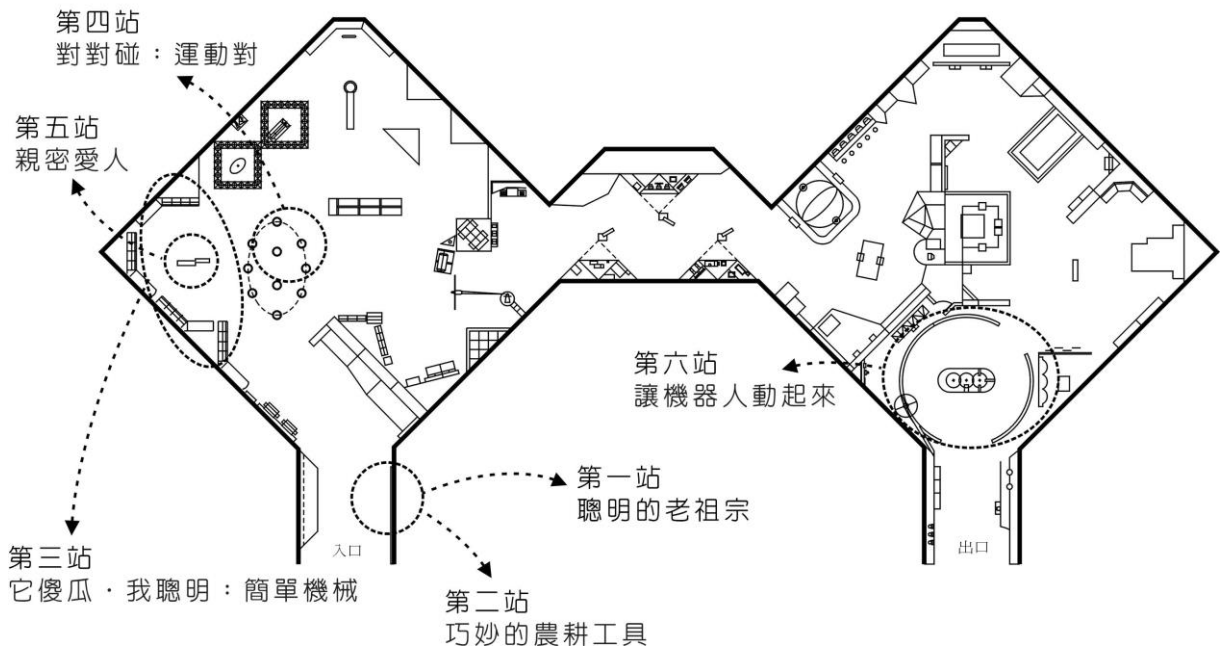 第四站
對對碰：運動對
第五站
親密愛人
第六站
讓機器人動起來
第一站
聰明的老祖宗
入口
出口
第三站
它傻瓜．我聰明：簡單機械
第二站
巧妙的農耕工具